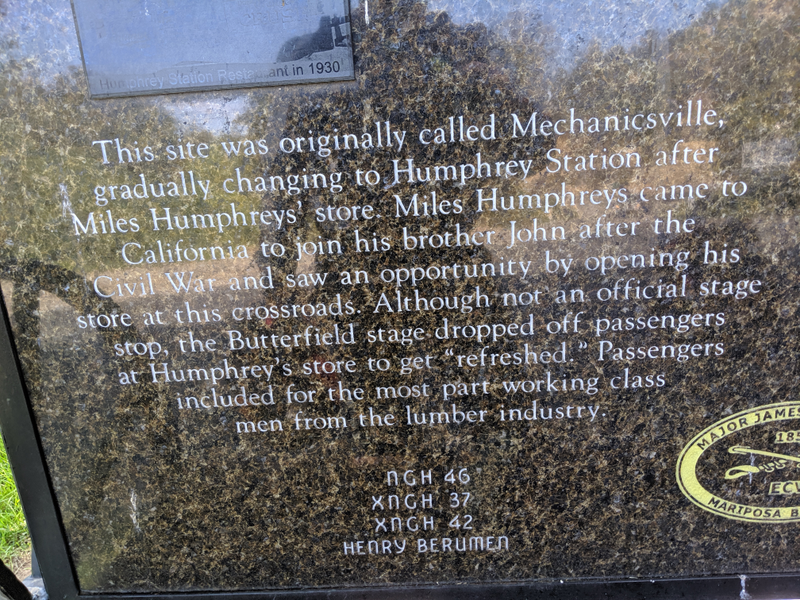 Humphrey Station Restaurant in 1930
This site was originally called Mechanicsville,
gradually changing to Humphrey Station after
Miles Humphreys' store. Miles Humphreys came to
California to join his brother John after the
Civil War and saw an opportunity by opening his
store at this crossroads. Although not an official stage
stop, the Butterfield stage dropped off passengers
at Humphrey's store to get "refreshed." Passengers
included for the most part working class
men from the lumber industry.
NGH 46
XNGH 37
XNGH 42
HENRY BERUMEN
MAJOR JAMES
185
ECV
MARIPOSA B